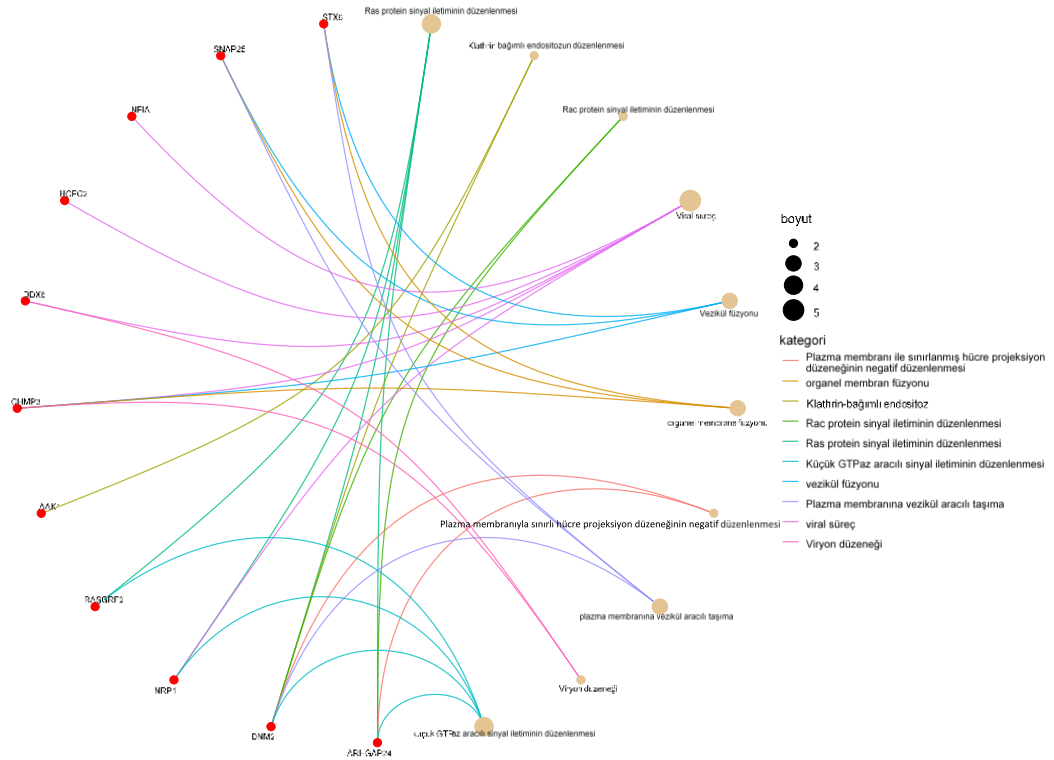 STX6
Ras protein sinyal iletiminin düzenlenmesi
SNAP25
Klathrin bağımlı endositozun düzenlenmesi
NFIA
Rac protein sinyal iletiminin düzenlenmesi
HCFC2
Viral süreç
boyut
2
3
4
5
DDX6
Vezikül füzyonu
kategori
Plazma membranı ile sınırlanmış hücre projeksiyon
düzeneğinin negatif düzenlenmesi
organel membran füzyonu
Klathrin-bağımlı endositoz
Rac protein sinyal iletiminin düzenlenmesi
Ras protein sinyal iletiminin düzenlenmesi
Küçük GTPaz aracılı sinyal iletiminin düzenlenmesi
vezikül füzyonu
Plazma membranına vezikül aracılı taşıma
viral süreç
Viryon düzeneği
CHMP3
organel membrane füzyonu
AAK1
Plazma membranıyla sınırlı hücre projeksiyon düzeneğinin negatif düzenlenmesi
RASGRF2
plazma membranına vezikül aracılı taşıma
NRP1
Viryon düzeneği
DNM2
küçük GTPaz aracılı sinyal iletiminin düzenlenmesi
ARHGAP24